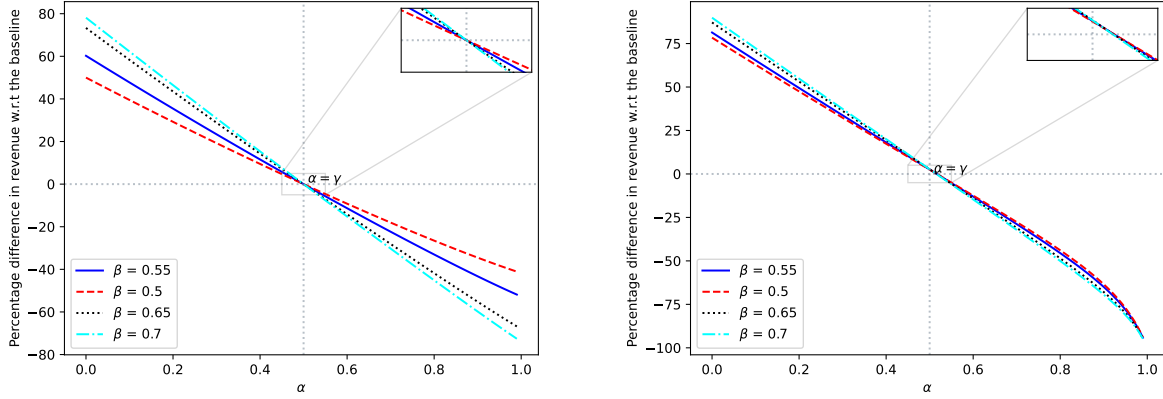 Percentage difference in revenue w.r.t the baseline
80
60
40
20
0
−20
−40
−60
−80
α = γ
β = 0.55
β = 0.5
β = 0.65
β = 0.7
0.0 0.2 0.4 0.6 0.8 1.0
α
Percentage difference in revenue w.r.t the baseline
75
50
25
0
−25
−50
−75
−100
α = γ
β = 0.55
β = 0.5
β = 0.65
β = 0.7
0.0 0.2 0.4 0.6 0.8 1.0
α